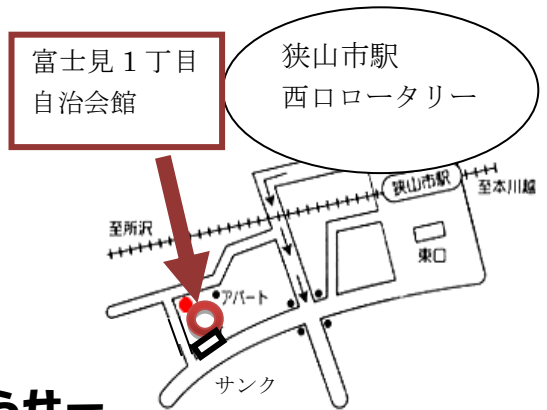 富士見１丁目
自治会館
狭山市駅
西口ロータリー
狭山市駅
至本川越
至所沢
東口
アパート
サンク